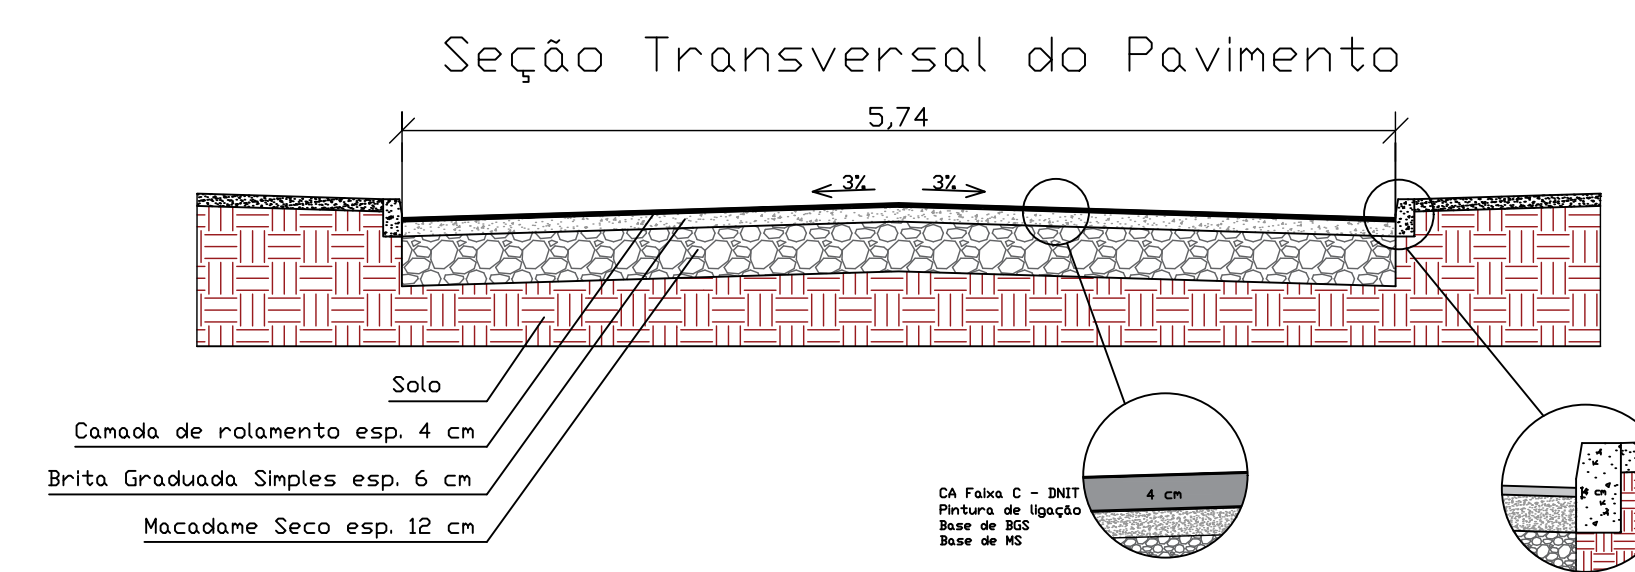 Seção Transversal do Pavimento
5,74
3% 3%
Solo
Camada de rolamento esp. 4 cm
Brita Graduada Simples esp. 6 cm
Macadame Seco esp. 12 cm
CA Faixa C - DNIT
Pintura de ligação
Base de BGS
Base de MS
4 cm
cm